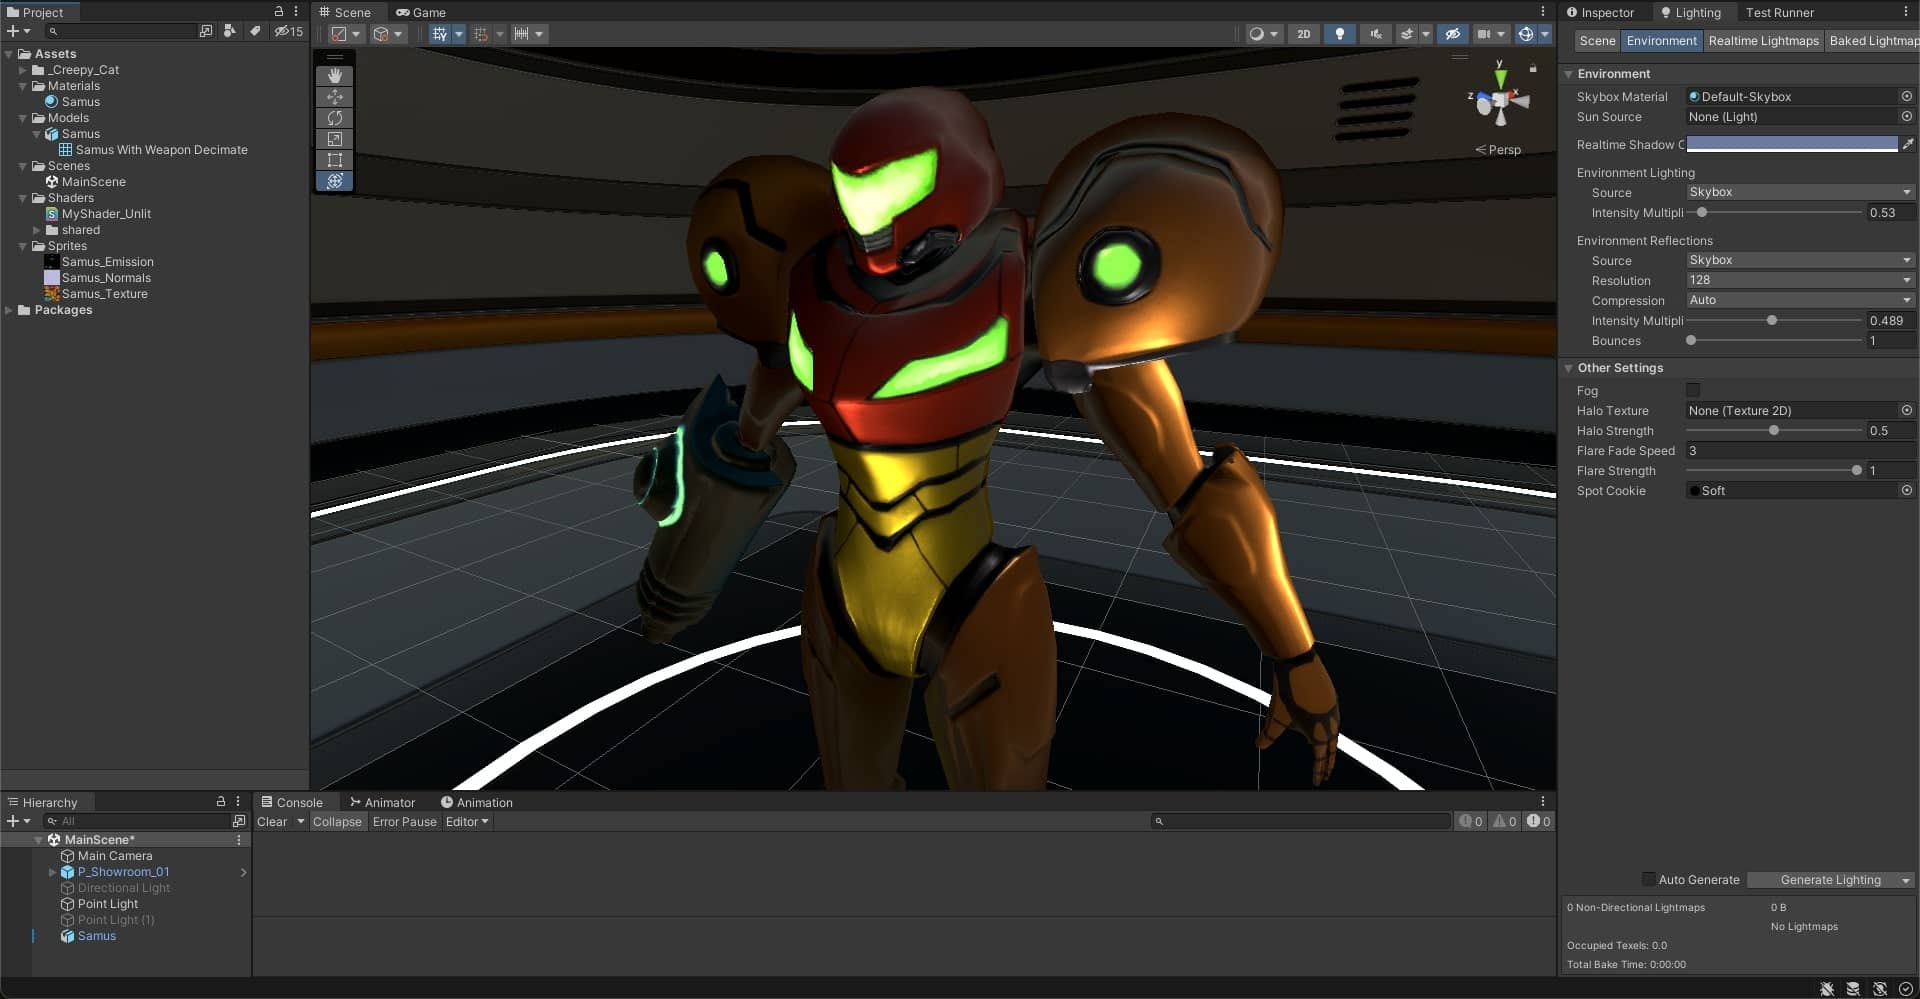 Project
15
Assets
_Creepy_Cat
Materials
Samus
Models
Samus
Samus With Weapon Decimate
Scenes
MainScene
Shaders
MyShader_Unlit
shared
Sprites
Samus_Emission
Samus_Normals
Samus_Texture
Packages
Scene
Game
2D
y
x
z
Persp
Inspector
Lighting
Test Runner
Scene
Environment
Realtime Lightmaps
Baked Lightmap
Environment
Skybox Material
Default-Skybox
Sun Source
None (Light)
Realtime Shadow C
Environment Lighting
Source
Skybox
Intensity Multipli
0.53
Environment Reflections
Source
Skybox
Resolution
128
Compression
Auto
Intensity Multipli
0.489
Bounces
1
Other Settings
Fog
Halo Texture
None (Texture 2D)
Halo Strength
0.5
Flare Fade Speed
3
Flare Strength
1
Spot Cookie
Soft
Auto Generate
Generate Lighting
0 Non-Directional Lightmaps
0 B
No Lightmaps
Occupied Texels: 0.0
Total Bake Time: 0:00:00
Hierarchy
All
MainScene*
Main Camera
P_Showroom_01
Directional Light
Point Light
Point Light (1)
Samus
Console
Animator
Animation
Clear
Collapse
Error Pause
Editor
0
0
0